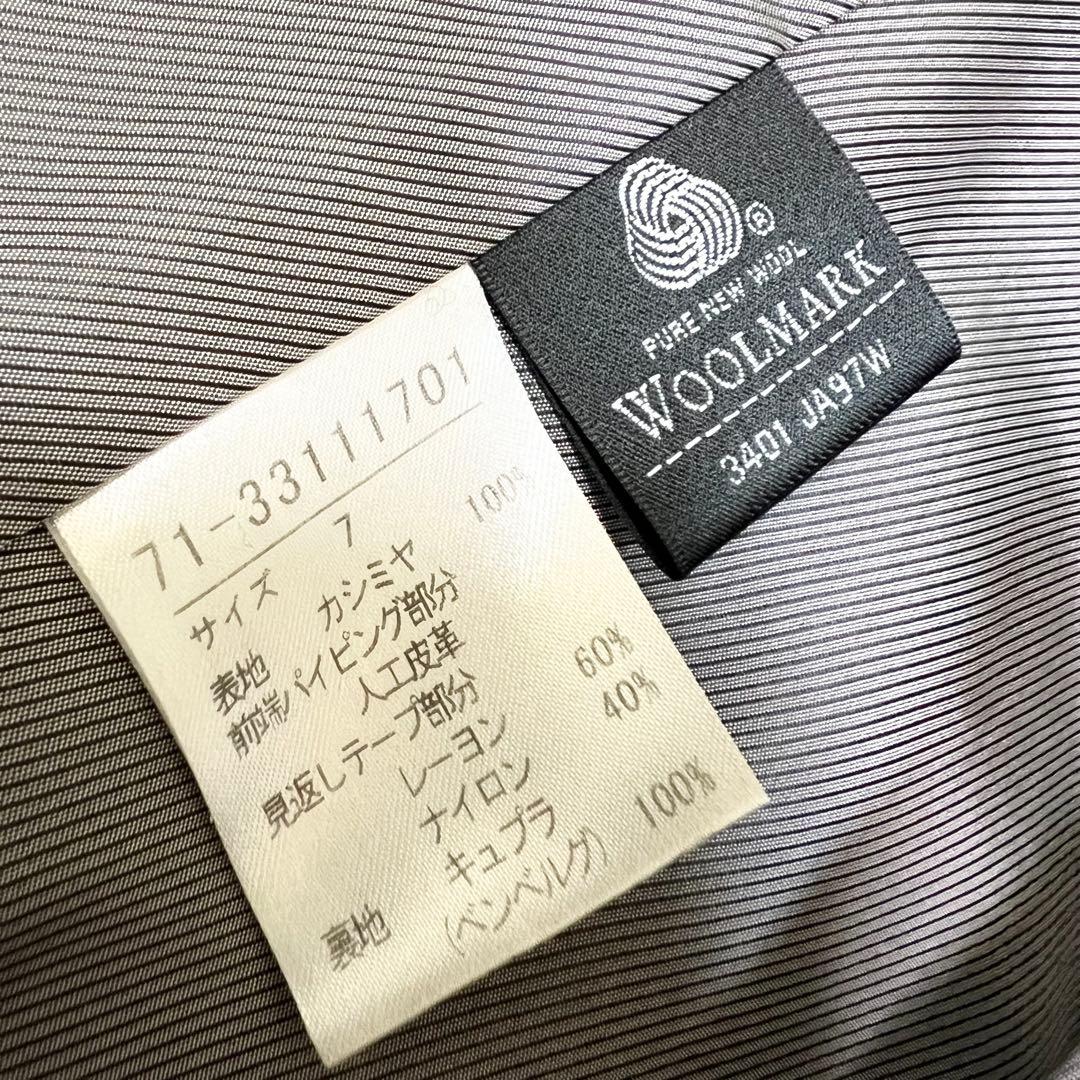 PURE NEW WOOL
WOOLMARK
3401 JA97W
71-33111701
サイズ 7
表地 カシミヤ 100%
前端パイピング部分
人工皮革
見返しテープ部分
レーヨン 60%
ナイロン 40%
キュプラ
裏地 (ベンベルグ) 100%